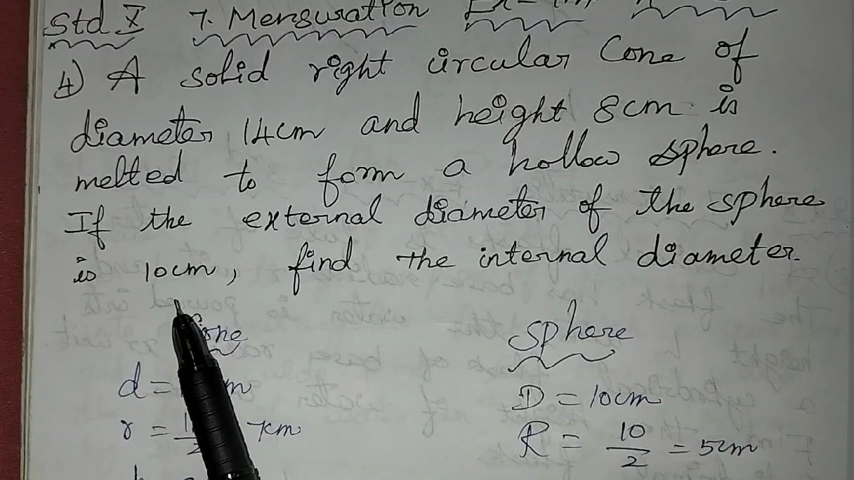 Std X 7. Mensuration
4) A solid right circular Cone of
diameter 14cm and height 8cm is
melted to form a hollow sphere.
If the external diameter of the sphere
is 10cm, find the internal diameter.
Cone Sphere
d = D = 10cm
r = 7cm R = 10/2 = 5cm